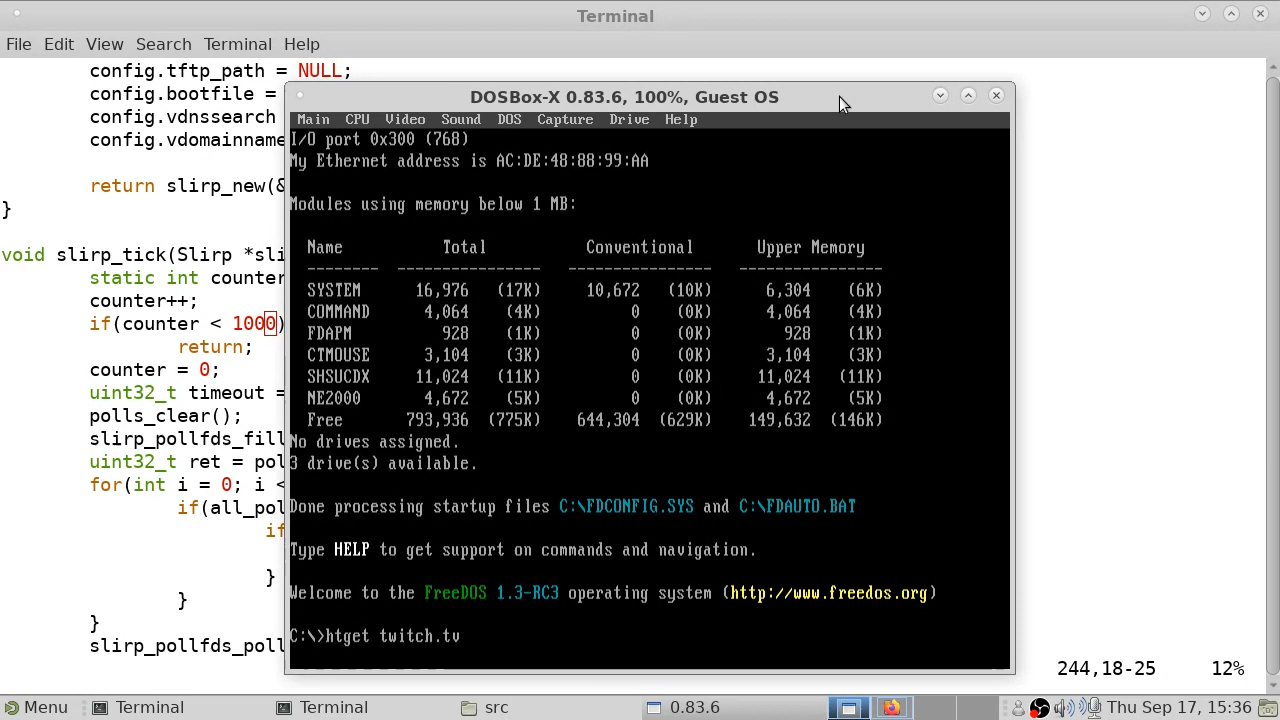 Terminal
File Edit View Search Terminal Help
config.tftp_path = NULL;
config.bootfile =
config.vdnssearch
config.vdomainname
return slirp_new(&
}
void slirp_tick(Slirp *sli
static int counter
counter++;
if(counter < 1000)
return;
counter = 0;
uint32_t timeout =
polls_clear();
slirp_pollfds_fill
uint32_t ret = pol
for(int i = 0; i <
if(all_pol
if
}
}
}
slirp_pollfds_poll
244,18-25 12%
DOSBox-X 0.83.6, 100%, Guest OS
Main CPU Video Sound DOS Capture Drive Help
I/O port 0x300 (768)
My Ethernet address is AC:DE:48:88:99:AA
Modules using memory below 1 MB:
Name Total Conventional Upper Memory
-------- ---------------- --------------- ----------------
SYSTEM 16,976 (17K) 10,672 (10K) 6,304 (6K)
COMMAND 4,064 (4K) 0 (0K) 4,064 (4K)
FDAPM 928 (1K) 0 (0K) 928 (1K)
CTMOUSE 3,104 (3K) 0 (0K) 3,104 (3K)
SHSUCDX 11,024 (11K) 0 (0K) 11,024 (11K)
NE2000 4,672 (5K) 0 (0K) 4,672 (5K)
Free 793,936 (775K) 644,304 (629K) 149,632 (146K)
No drives assigned.
3 drive(s) available.
Done processing startup files C:\FDCONFIG.SYS and C:\FDAUTO.BAT
Type HELP to get support on commands and navigation.
Welcome to the FreeDOS 1.3-RC3 operating system (http://www.freedos.org)
C:\>htget twitch.tv
Menu Terminal Terminal src 0.83.6 Thu Sep 17, 15:36